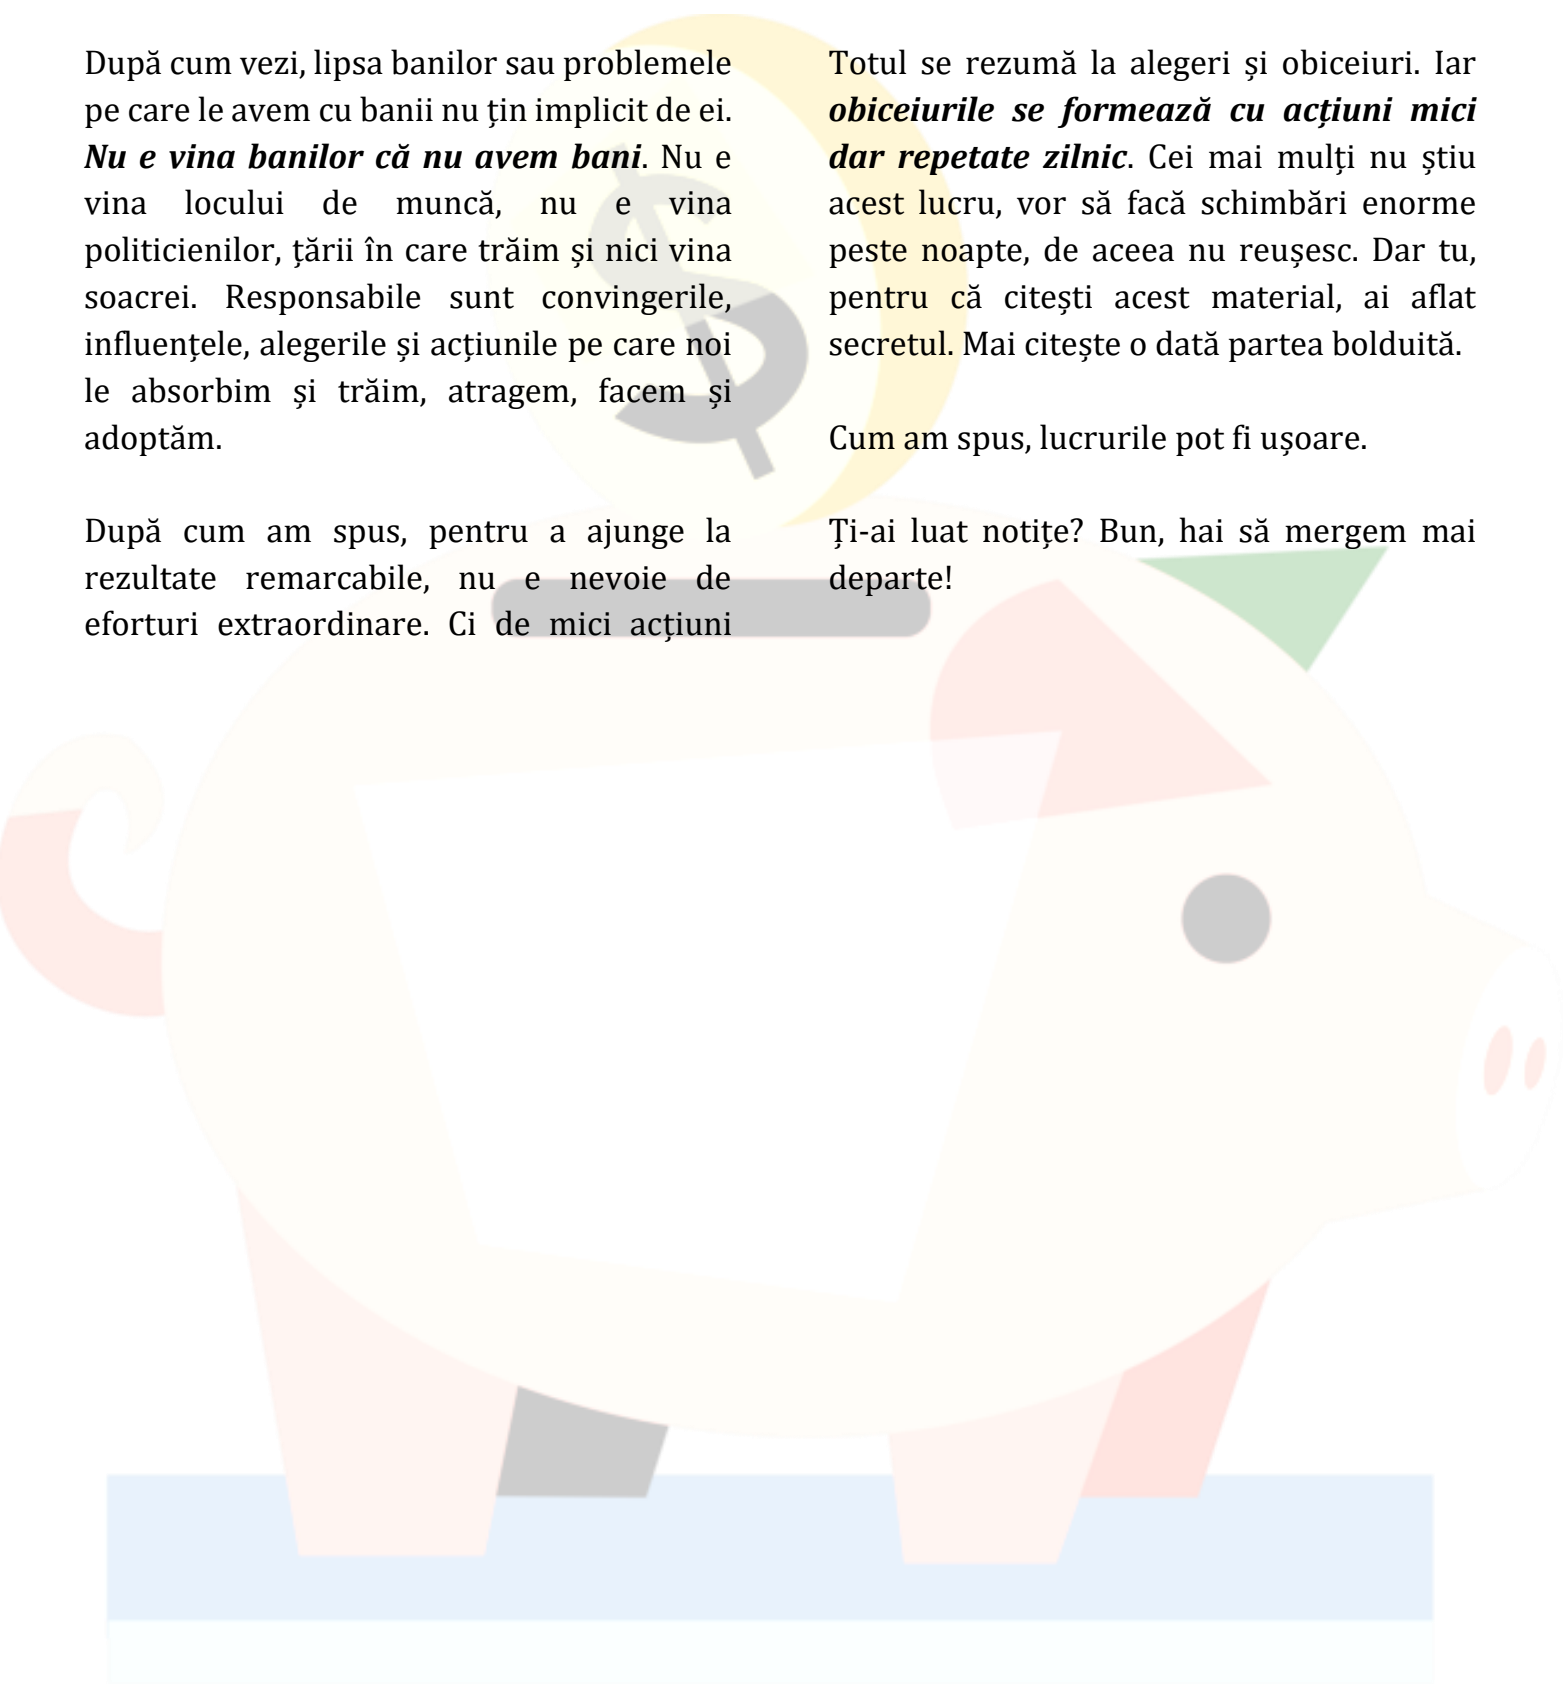 După cum vezi, lipsa banilor sau problemele
pe care le avem cu banii nu țin implicit de ei.
Nu e vina banilor că nu avem bani. Nu e
vina locului de muncă, nu e vina
politicienilor, țării în care trăim și nici vina
soacrei. Responsabile sunt convingerile,
influențele, alegerile și acțiunile pe care noi
le absorbim și trăim, atragem, facem și
adoptăm.
După cum am spus, pentru a ajunge la
rezultate remarcabile, nu e nevoie de
eforturi extraordinare. Ci de mici acțiuni
Totul se rezumă la alegeri și obiceiuri. Iar
obiceiurile se formează cu acțiuni mici
dar repetate zilnic. Cei mai mulți nu știu
acest lucru, vor să facă schimbări enorme
peste noapte, de aceea nu reușesc. Dar tu,
pentru că citești acest material, ai aflat
secretul. Mai citește o dată partea bolduită.
Cum am spus, lucrurile pot fi ușoare.
Ți-ai luat notițe? Bun, hai să mergem mai
departe!